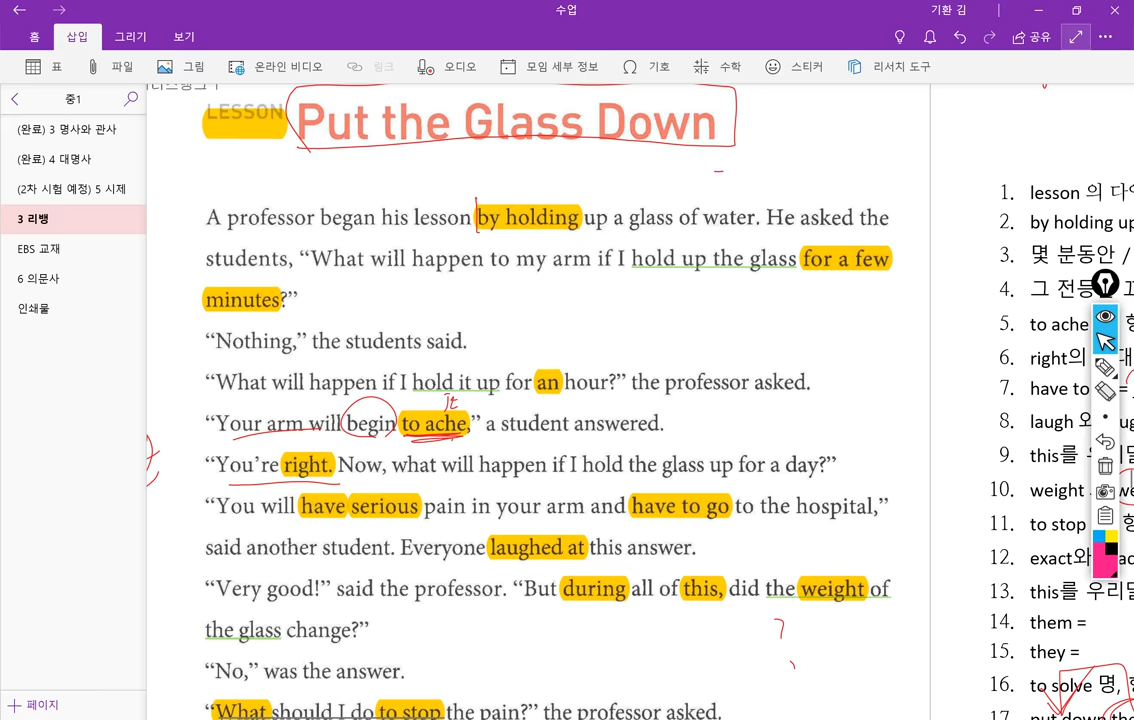 수업
기환 김
홈 삽입 그리기 보기
공유
표 파일 그림 온라인 비디오 링크 오디오 모임 세부 정보 기호 수학 스티커 리서치 도구
중1
(완료) 3 명사와 관사
(완료) 4 대명사
(2차 시험 예정) 5 시제
3 리뱅
EBS 교재
6 의문사
인쇄물
페이지
LESSON Put the Glass Down
A professor began his lesson by holding up a glass of water. He asked the
students, “What will happen to my arm if I hold up the glass for a few
minutes?”
“Nothing,” the students said.
“What will happen if I hold it up for an hour?” the professor asked.
It
“Your arm will begin to ache,” a student answered.
“You’re right. Now, what will happen if I hold the glass up for a day?”
“You will have serious pain in your arm and have to go to the hospital,”
said another student. Everyone laughed at this answer.
“Very good!” said the professor. “But during all of this, did the weight of
the glass change?”
“No,” was the answer.
“What should I do to stop the pain?” the professor asked.
1. lesson 의 다
2. by holding up
3. 몇 분동안 /
4. 그 전등
5. to ache
6. right의
7. have to =
8. laugh 와
9. this를 우리말
10. weight
11. to stop
12. exact와
13. this를 우리말
14. them =
15. they =
16. to solve 명,
17. put down